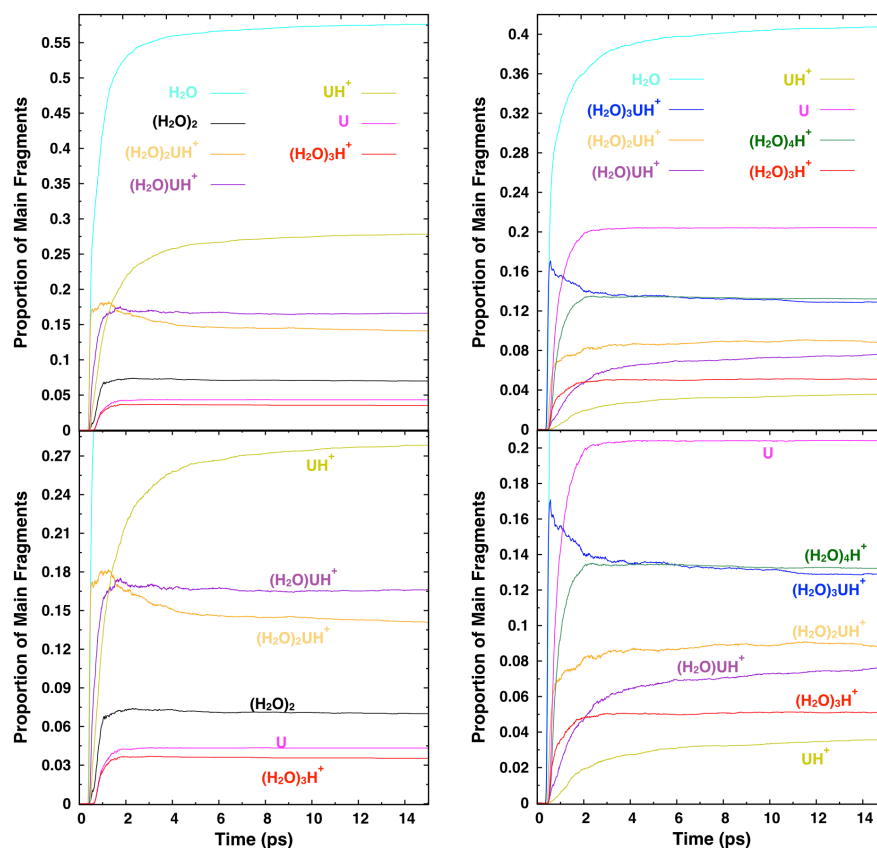 Proportion of Main Fragments
0.55
0.5
0.45
0.4
0.35
0.3
0.25
0.2
0.15
0.1
0.05
0
H₂O
(H₂O)₂
(H₂O)₂UH⁺
(H₂O)UH⁺
UH⁺
U
(H₂O)₃H⁺
Proportion of Main Fragments
0.4
0.36
0.32
0.28
0.24
0.2
0.16
0.12
0.08
0.04
0
H₂O
(H₂O)₃UH⁺
(H₂O)₂UH⁺
(H₂O)UH⁺
UH⁺
U
(H₂O)₄H⁺
(H₂O)₃H⁺
Proportion of Main Fragments
0.27
0.24
0.21
0.18
0.15
0.12
0.09
0.06
0.03
0
UH⁺
(H₂O)UH⁺
(H₂O)₂UH⁺
(H₂O)₂
U
(H₂O)₃H⁺
0 2 4 6 8 10 12 14
Time (ps)
Proportion of Main Fragments
0.2
0.18
0.16
0.14
0.12
0.1
0.08
0.06
0.04
0.02
0
U
(H₂O)₄H⁺
(H₂O)₃UH⁺
(H₂O)₂UH⁺
(H₂O)UH⁺
(H₂O)₃H⁺
UH⁺
0 2 4 6 8 10 12 14
Time (ps)